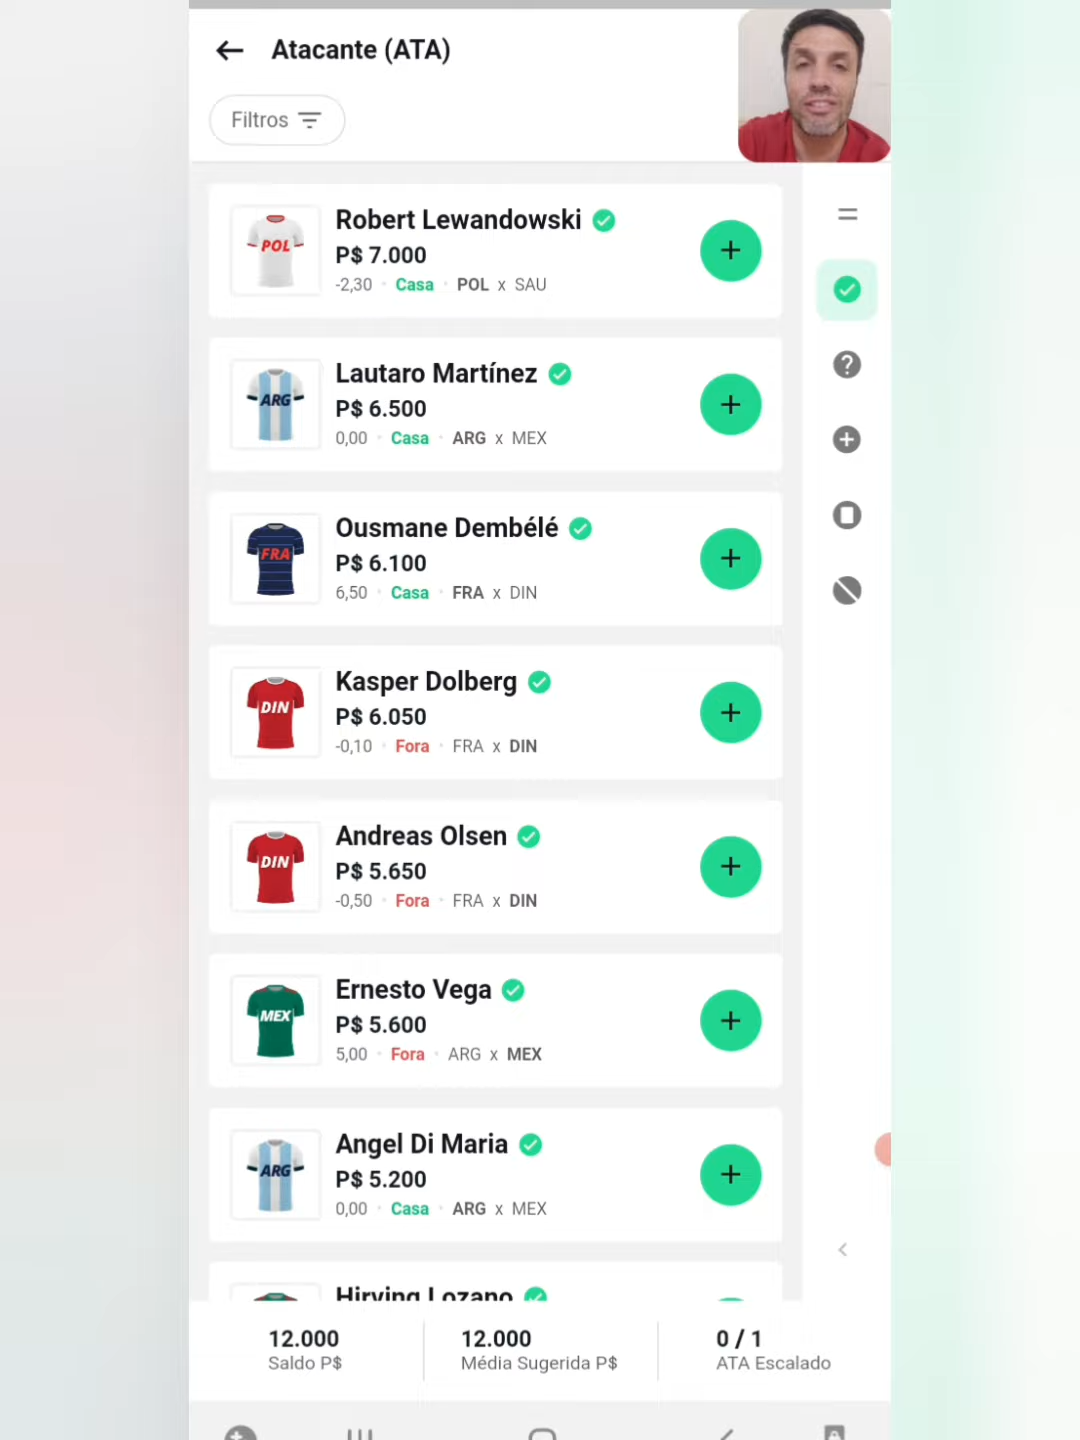 Atacante (ATA)
Filtros
Robert Lewandowski
P$ 7.000
-2,30 · Casa · POL x SAU
POL
Lautaro Martínez
P$ 6.500
0,00 · Casa · ARG x MEX
ARG
Ousmane Dembélé
P$ 6.100
6,50 · Casa · FRA x DIN
FRA
Kasper Dolberg
P$ 6.050
-0,10 · Fora · FRA x DIN
DIN
Andreas Olsen
P$ 5.650
-0,50 · Fora · FRA x DIN
DIN
Ernesto Vega
P$ 5.600
5,00 · Fora · ARG x MEX
MEX
Angel Di Maria
P$ 5.200
0,00 · Casa · ARG x MEX
ARG
Hirving Lozano
12.000
Saldo P$
12.000
Média Sugerida P$
0 / 1
ATA Escalado